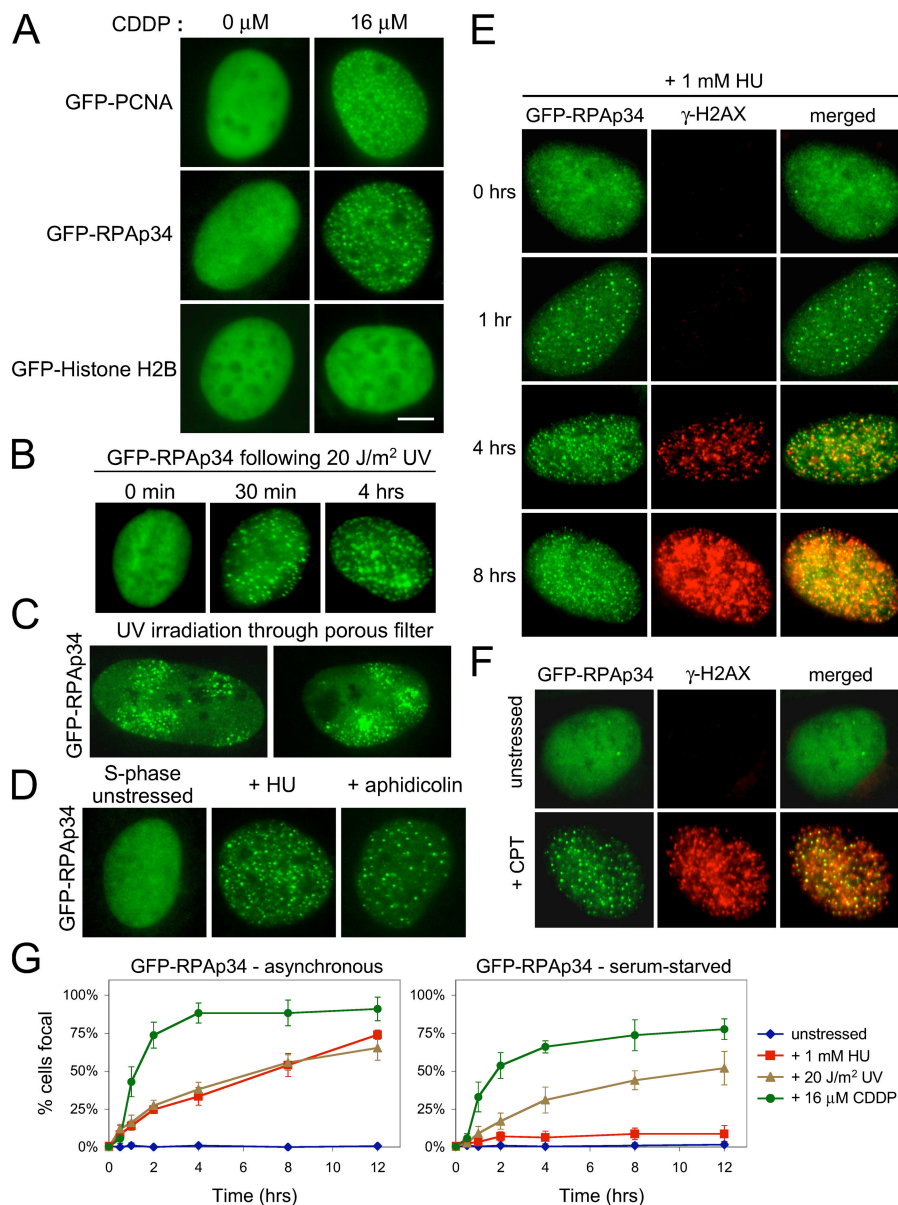 A
CDDP : 0 μM 16 μM
GFP-PCNA
GFP-RPAp34
GFP-Histone H2B
B
GFP-RPAp34 following 20 J/m² UV
0 min 30 min 4 hrs
C
UV irradiation through porous filter
GFP-RPAp34
D
S-phase
unstressed + HU + aphidicolin
GFP-RPAp34
E
+ 1 mM HU
GFP-RPAp34 γ-H2AX merged
0 hrs
1 hr
4 hrs
8 hrs
F
GFP-RPAp34 γ-H2AX merged
unstressed
+ CPT
G
GFP-RPAp34 - asynchronous
% cells focal
100%
75%
50%
25%
0%
0 2 4 6 8 10 12
Time (hrs)
GFP-RPAp34 - serum-starved
100%
75%
50%
25%
0%
0 2 4 6 8 10 12
Time (hrs)
unstressed
+ 1 mM HU
+ 20 J/m² UV
+ 16 μM CDDP